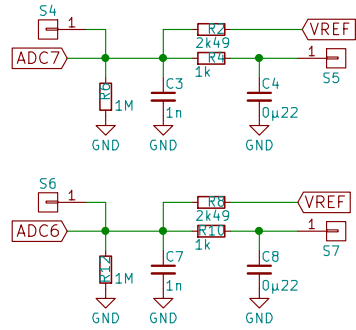 S4
1
R2
VREF
2k49
ADC7
R4
1
1k
S5
R6
C3
C4
1M
1n
0µ22
GND
GND
GND
S6
1
R8
VREF
2k49
ADC6
R10
1
1k
S7
R12
C7
C8
1M
1n
0µ22
GND
GND
GND